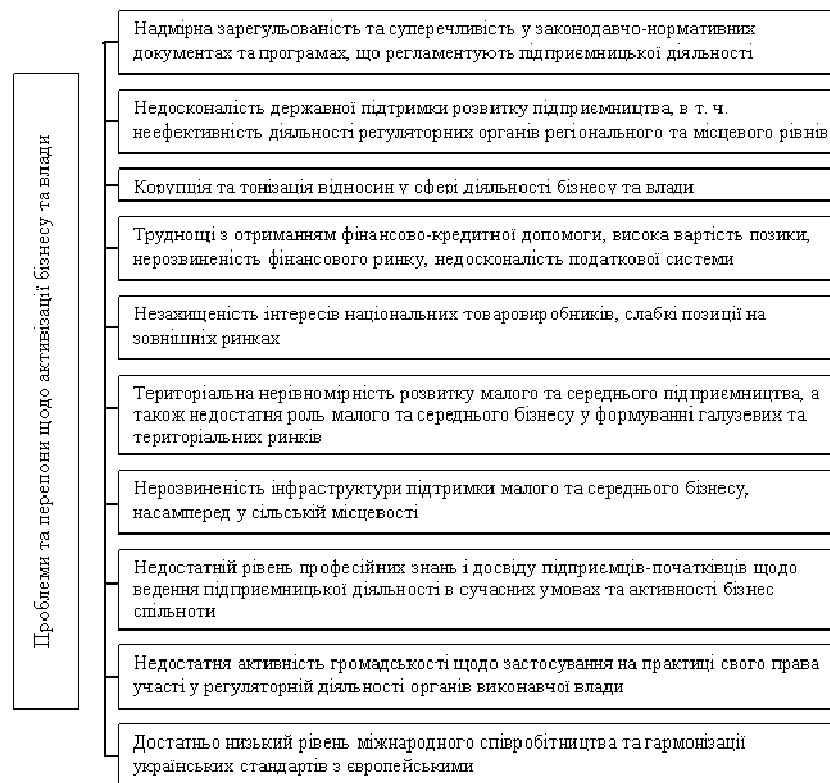 Проблеми та перепони щодо активізації бізнесу та влади
Надмірна зарегульованість та суперечливість у законодавчо-нормативних
документах та програмах, що регламентують підприємницької діяльності
Недосконалість державної підтримки розвитку підприємництва, в т. ч.
неефективність діяльності регуляторних органів регіонального та місцевого рівнів
Корупція та тонізація відносин у сфері діяльності бізнесу та влади
Труднощі з отриманням фінансово-кредитної допомоги, висока вартість позики,
нерозвиненість фінансового ринку, недосконалість податкової системи
Незахищеність інтересів національних товаровиробників, слабкі позиції на
зовнішніх ринках
Територіальна нерівномірність розвитку малого та середнього підприємництва, а
також недостатня роль малого та середнього бізнесу у формуванні галузевих та
територіальних ринків
Нерозвиненість інфраструктури підтримки малого та середнього бізнесу,
насамперед у сільській місцевості
Недостатній рівень професійних знань і досвіду підприємців-початківців щодо
ведення підприємницької діяльності в сучасних умовах та активності бізнес
спільноти
Недостатня активність громадськості щодо застосування на практиці свого права
участі у регуляторній діяльності органів виконавчої влади
Достатньо низький рівень міжнародного співробітництва та гармонізації
українських стандартів з європейськими